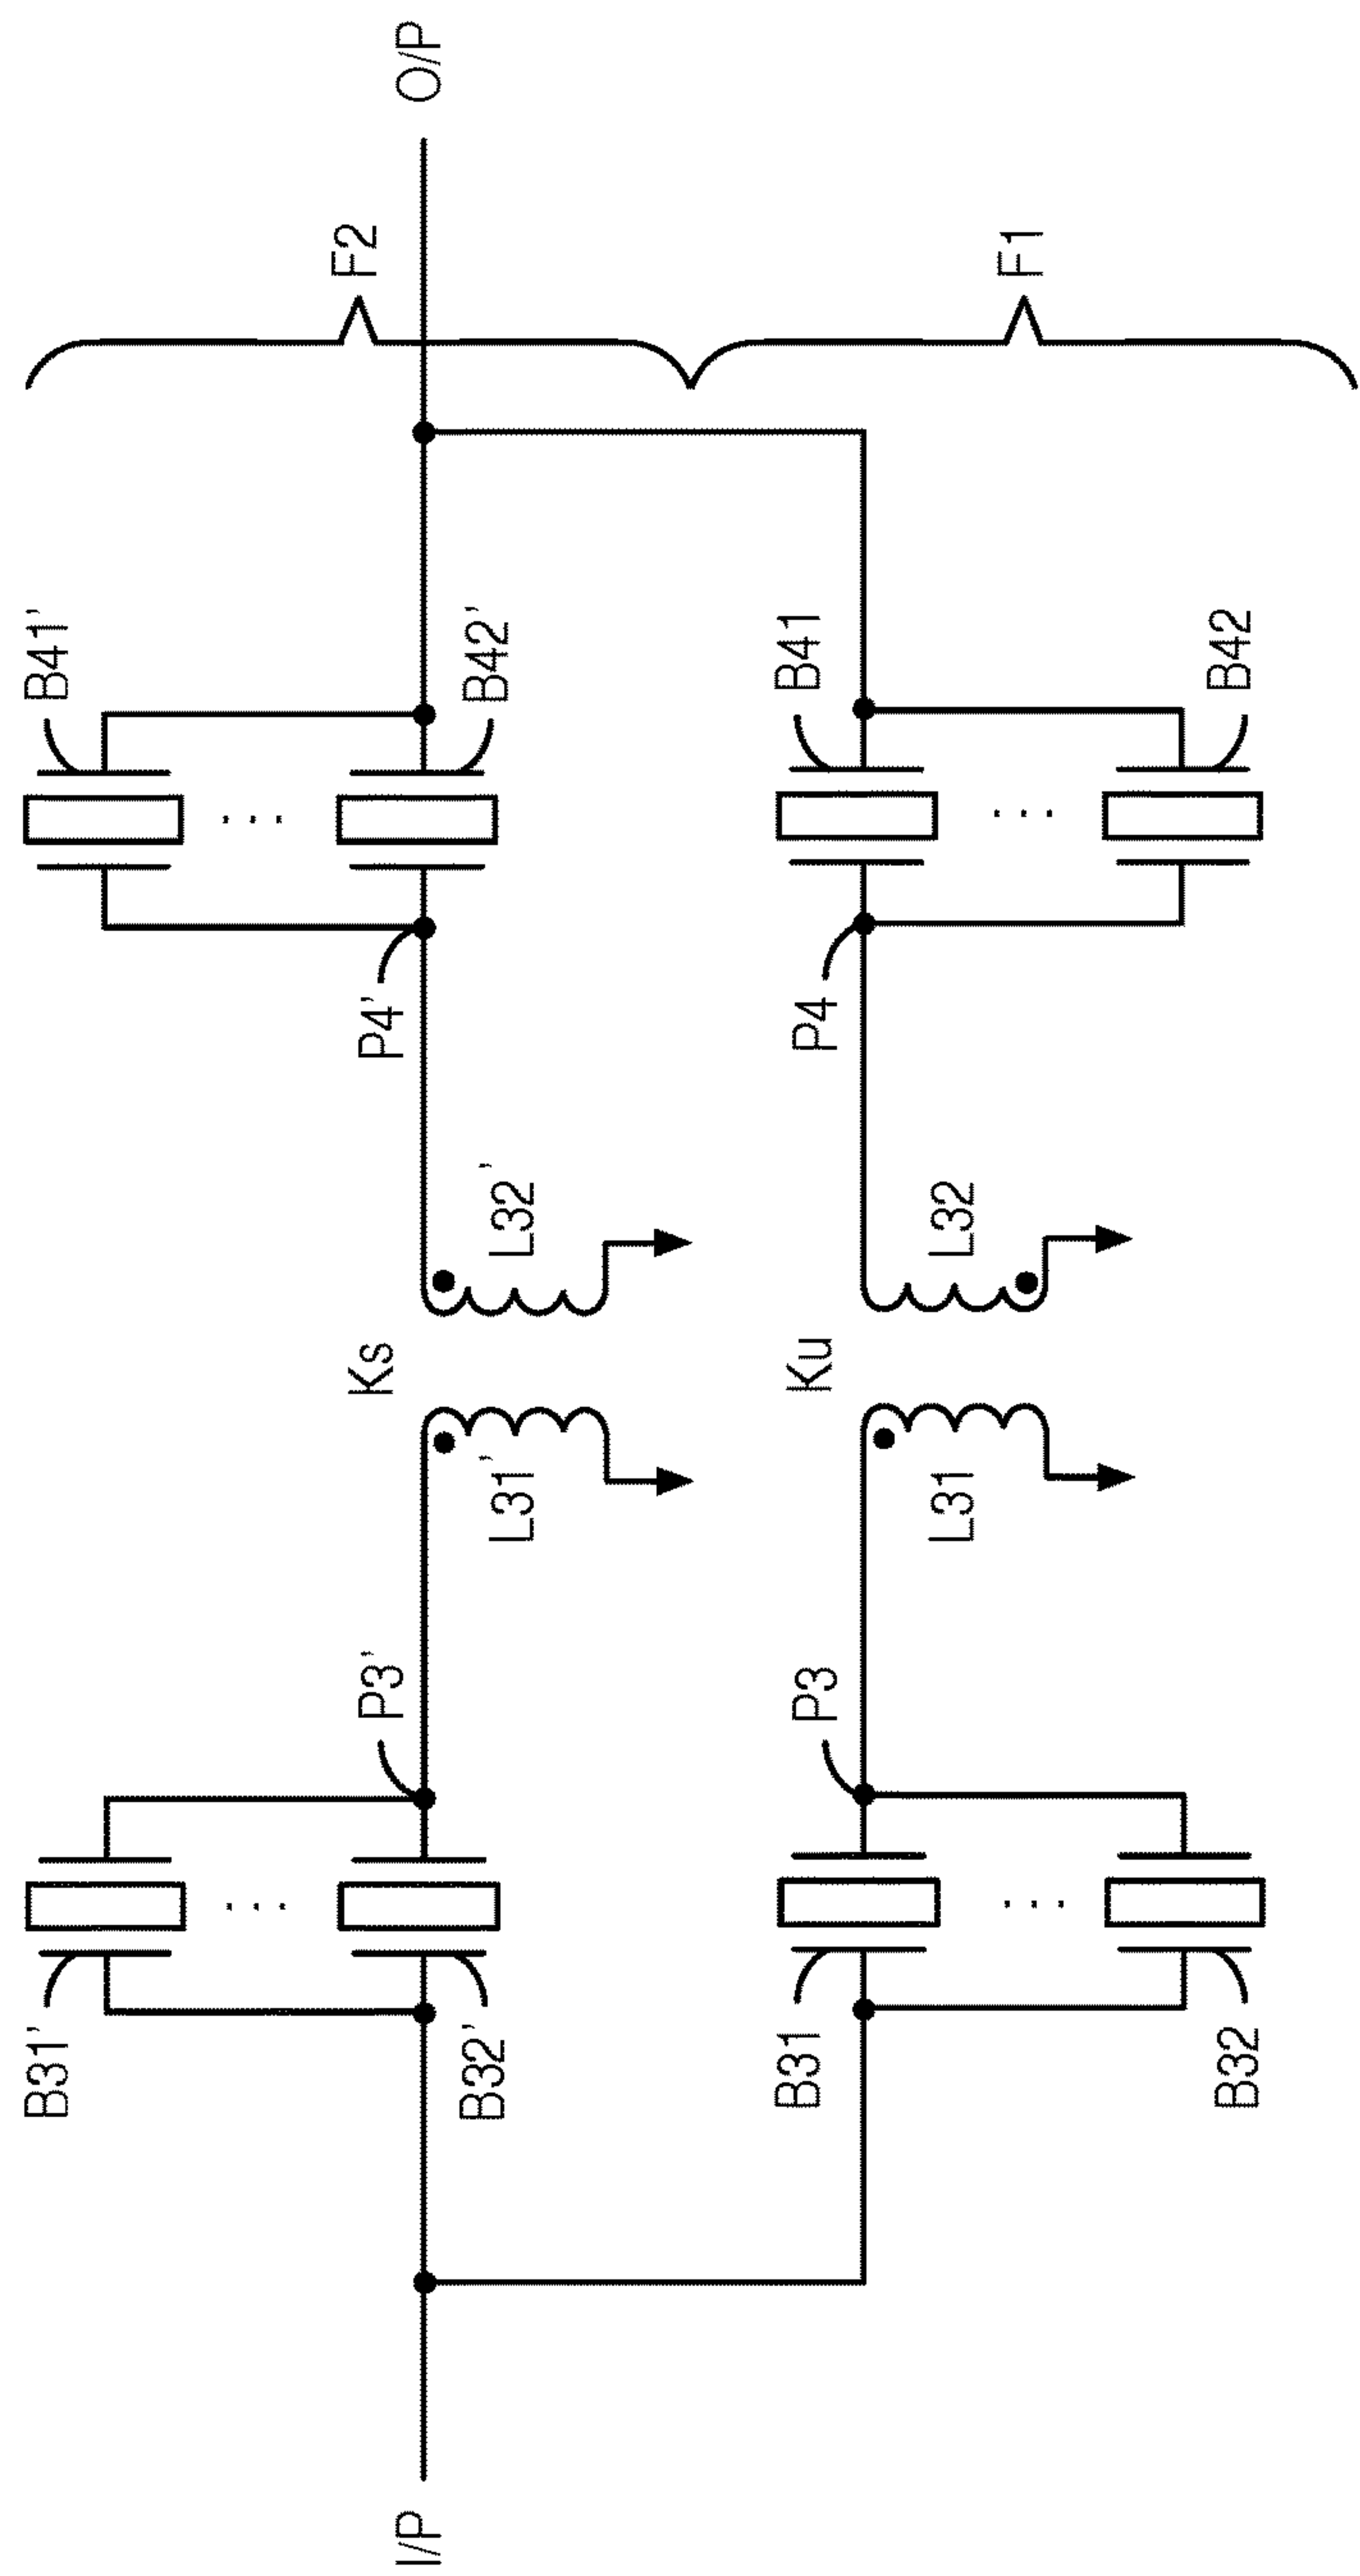 B31'
B41'
F2
P3'
Ks
P4'
I/P
O/P
B32'
L31'
L32'
B42'
B31
P3
Ku
P4
B41
L31
L32
F1
B32
B42